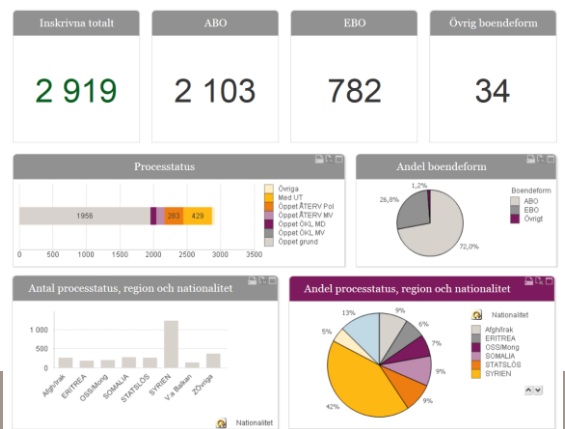 Inskrivna totalt
ABO
EBO
Övrig boendeform
2 919
2 103
782
34
Processtatus
1956
283
429
0
500
1000
1500
2000
2500
3000
3500
Övriga
Med UT
Öppet ÅTERV Pol
Öppet ÅTERV MV
Öppet ÖKL MD
Öppet ÖKL MV
Öppet grund
Andel boendeform
1,2%
26,8%
72,0%
Boendeform
ABO
EBO
Övrigt
Antal processtatus, region och nationalitet
1 000
500
0
Afgh/Irak
ERITREA
OSS/Mong
SOMALIA
STATSLÖS
SYRIEN
V:a Balkan
ZÖvriga
Nationalitet
Andel processtatus, region och nationalitet
13%
9%
6%
5%
7%
9%
9%
42%
Nationalitet
Afgh/Irak
ERITREA
OSS/Mong
SOMALIA
STATSLÖS
SYRIEN